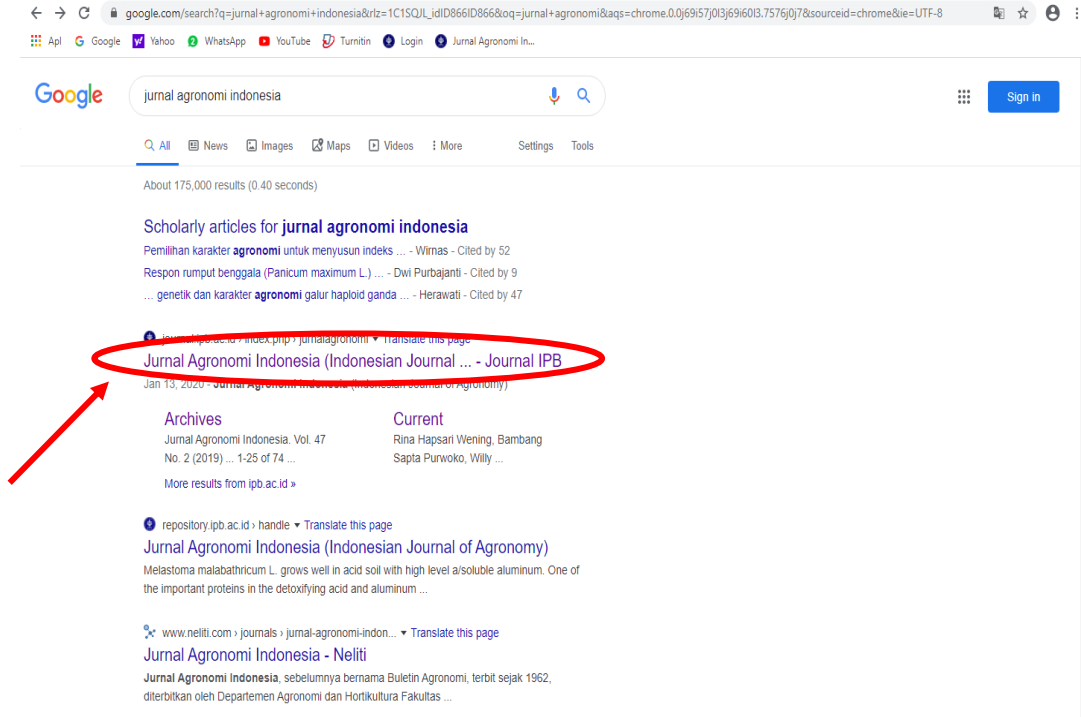 google.com/search?q=jurnal+agronomi+indonesia&rlz=1C1SQJL_idID866ID866&oq=jurnal+agronomi&aqs=chrome.0.0j69i57j0l3j69i60l3.7576j0j7&sourceid=chrome&ie=UTF-8
Apl Google Yahoo WhatsApp YouTube Turnitin Login Jurnal Agronomi In...
Google jurnal agronomi indonesia Sign in
All News Images Maps Videos More Settings Tools
About 175,000 results (0.40 seconds)
Scholarly articles for jurnal agronomi indonesia
Pemilihan karakter agronomi untuk menyusun indeks ... - Wirnas - Cited by 52
Respon rumput benggala (Panicum maximum L.) ... - Dwi Purbajanti - Cited by 9
... genetik dan karakter agronomi galur haploid ganda ... - Herawati - Cited by 47
journal.ipb.ac.id › index.php › jurnalagronomi ▾ Translate this page
Jurnal Agronomi Indonesia (Indonesian Journal ... - Journal IPB
Jan 13, 2020 - Jurnal Agronomi Indonesia (Indonesian Journal of Agronomy)
Archives Current
Jurnal Agronomi Indonesia. Vol. 47 Rina Hapsari Wening, Bambang
No. 2 (2019) ... 1-25 of 74 ... Sapta Purwoko, Willy ...
More results from ipb.ac.id »
repository.ipb.ac.id › handle ▾ Translate this page
Jurnal Agronomi Indonesia (Indonesian Journal of Agronomy)
Melastoma malabathricum L. grows well in acid soil with high level a/soluble aluminum. One of
the important proteins in the detoxifying acid and aluminum ...
www.neliti.com › journals › jurnal-agronomi-indon... ▾ Translate this page
Jurnal Agronomi Indonesia - Neliti
Jurnal Agronomi Indonesia, sebelumnya bernama Buletin Agronomi, terbit sejak 1962,
diterbitkan oleh Departemen Agronomi dan Hortikultura Fakultas ...